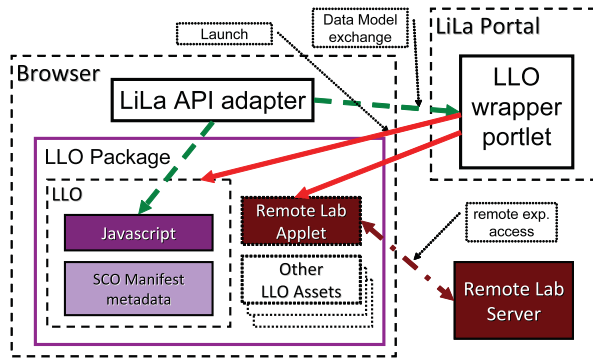 Launch
Data Model
exchange
LiLa Portal
Browser
LiLa API adapter
LLO
wrapper
portlet
LLO Package
LLO
Javascript
SCO Manifest
metadata
Remote Lab
Applet
Other
LLO Assets
remote exp.
access
Remote Lab
Server